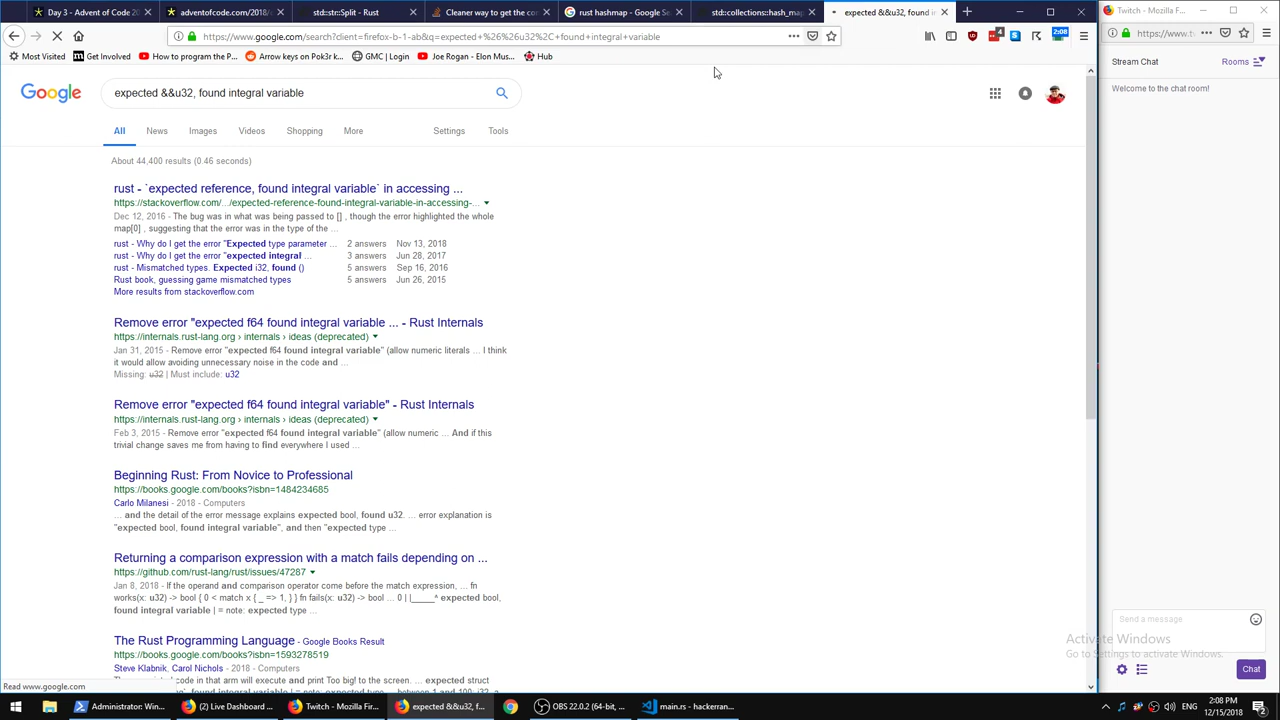 Day 3 - Advent of Code 20
adventofcode.com/2018/
std::str::Split - Rust
Cleaner way to get the con
rust hashmap - Google Se
std::collections::hash_ma
expected &&u32, found in
Twitch - Mozilla F...
https://www.google.com/search?client=firefox-b-1-ab&q=expected+%26%26u32%2C+found+integral+variable
4
2:08
https://www.t
Most Visited
Get Involved
How to program the P...
Arrow keys on Pok3r k...
GMC | Login
Joe Rogan - Elon Mus...
Hub
Stream Chat
Rooms
Welcome to the chat room!
Google
expected &&u32, found integral variable
All
News
Images
Videos
Shopping
More
Settings
Tools
About 44,400 results (0.46 seconds)
rust - `expected reference, found integral variable` in accessing ...
https://stackoverflow.com/.../expected-reference-found-integral-variable-in-accessing-...
Dec 12, 2016 - The bug was in what was being passed to [] , though the error highlighted the whole
map[0] , suggesting that the error was in the type of the ...
rust - Why do I get the error "Expected type parameter ... 2 answers Nov 13, 2018
rust - Why do I get the error "expected integral ... 3 answers Jun 28, 2017
rust - Mismatched types. Expected i32, found () 5 answers Sep 16, 2016
Rust book, guessing game mismatched types 5 answers Jun 26, 2015
More results from stackoverflow.com
Remove error "expected f64 found integral variable ... - Rust Internals
https://internals.rust-lang.org › internals › ideas (deprecated)
Jan 31, 2015 - Remove error "expected f64 found integral variable" (allow numeric literals ... I think
it would allow avoiding unnecessary noise in the code and ...
Missing: u32 | Must include: u32
Remove error "expected f64 found integral variable" - Rust Internals
https://internals.rust-lang.org › internals › ideas (deprecated)
Feb 3, 2015 - Remove error "expected f64 found integral variable" (allow numeric ... And if this
trivial change saves me from having to find everywhere I used ...
Beginning Rust: From Novice to Professional
https://books.google.com/books?isbn=1484234685
Carlo Milanesi - 2018 - Computers
... and the detail of the error message explains expected bool, found u32. ... error explanation is
"expected bool, found integral variable", and then "expected type ...
Returning a comparison expression with a match fails depending on ...
https://github.com/rust-lang/rust/issues/47287
Jan 8, 2018 - If the operator and comparison operator come before the match expression, ... fn
works(x: u32) -> bool { 0 < match x { _ => 1, } } fn fails(x: u32) -> bool ... 0 | |_____^ expected bool,
found integral variable | = note: expected type ...
The Rust Programming Language - Google Books Result
https://books.google.com/books?isbn=1593278519
Steve Klabnik, Carol Nichols - 2018 - Computers
Send a message
Activate Windows
Go to Settings to activate Windows.
Chat
Read www.google.com
Administrator: Win...
(2) Live Dashboard ...
Twitch - Mozilla Fir...
expected &&u32, f...
OBS 22.0.2 (64-bit, ...
main.rs - hackerran...
2:08 PM
12/15/2018